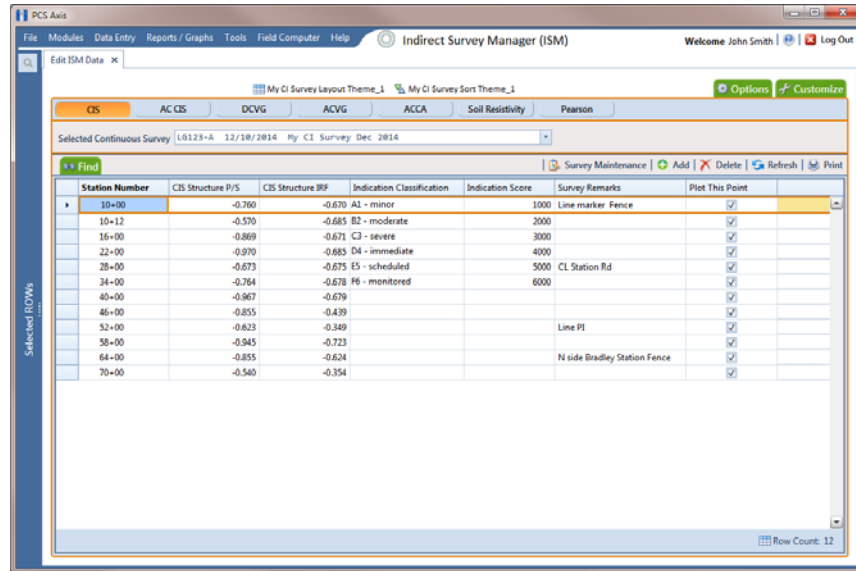 PCS Axis
File Modules Data Entry Reports / Graphs Tools Field Computer Help Indirect Survey Manager (ISM) Welcome John Smith | | Log Out
Edit ISM Data ×
My CI Survey Layout Theme_1 My CI Survey Sort Theme_1 Options Customize
CIS AC CIS DCVG ACVG ACCA Soil Resistivity Pearson
Selected Continuous Survey LG123-A 12/10/2014 My CI Survey Dec 2014
Find | Survey Maintenance | Add | Delete | Refresh | Print
Station Number CIS Structure P/S CIS Structure IRF Indication Classification Indication Score Survey Remarks Plot This Point
10+00 -0.760 -0.670 A1 - minor 1000 Line marker Fence
10+12 -0.570 -0.685 B2 - moderate 2000
16+00 -0.869 -0.671 C3 - severe 3000
22+00 -0.970 -0.685 D4 - immediate 4000
28+00 -0.673 -0.675 E5 - scheduled 5000 CL Station Rd
34+00 -0.764 -0.678 F6 - monitored 6000
40+00 -0.967 -0.679
46+00 -0.855 -0.439
52+00 -0.623 -0.349 Line PI
58+00 -0.945 -0.723
64+00 -0.855 -0.624 N side Bradley Station Fence
70+00 -0.540 -0.354
Selected ROWs
Row Count: 12